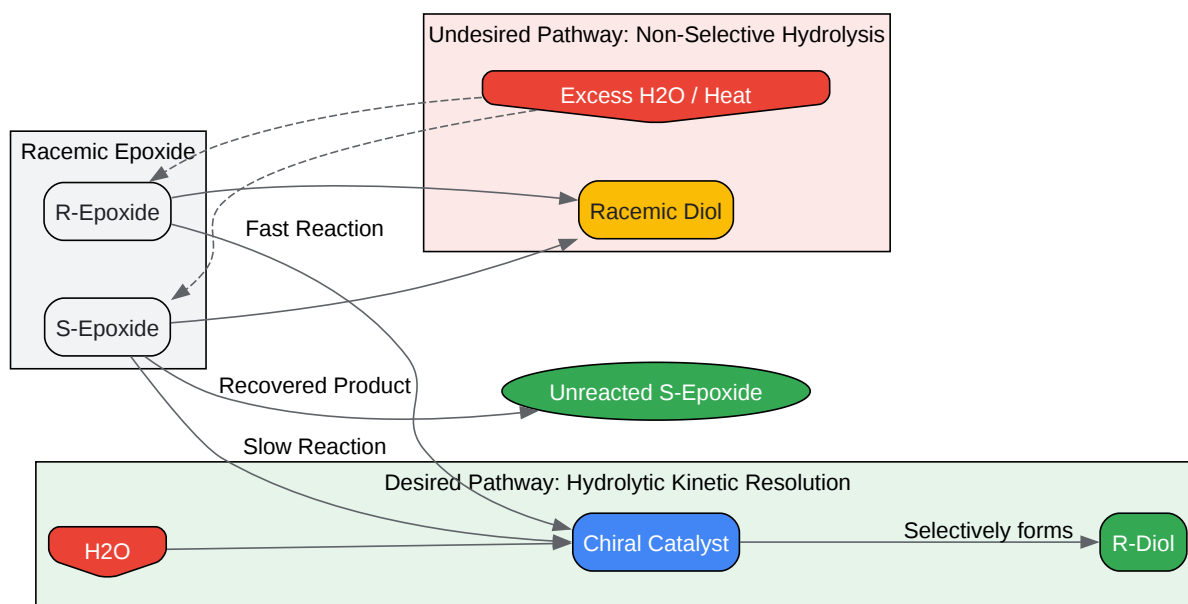 Undesired Pathway: Non-Selective Hydrolysis
Excess H2O / Heat
Racemic Epoxide
R-Epoxide
Racemic Diol
Fast Reaction
S-Epoxide
Recovered Product
Unreacted S-Epoxide
Slow Reaction
Desired Pathway: Hydrolytic Kinetic Resolution
H2O
Chiral Catalyst
Selectively forms
R-Diol